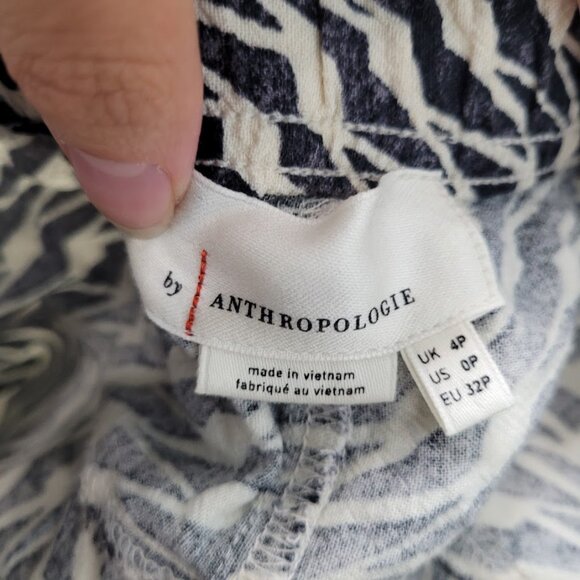 by | ANTHROPOLOGIE
made in vietnam
fabriqué au vietnam
UK 4P
US 0P
EU 32P